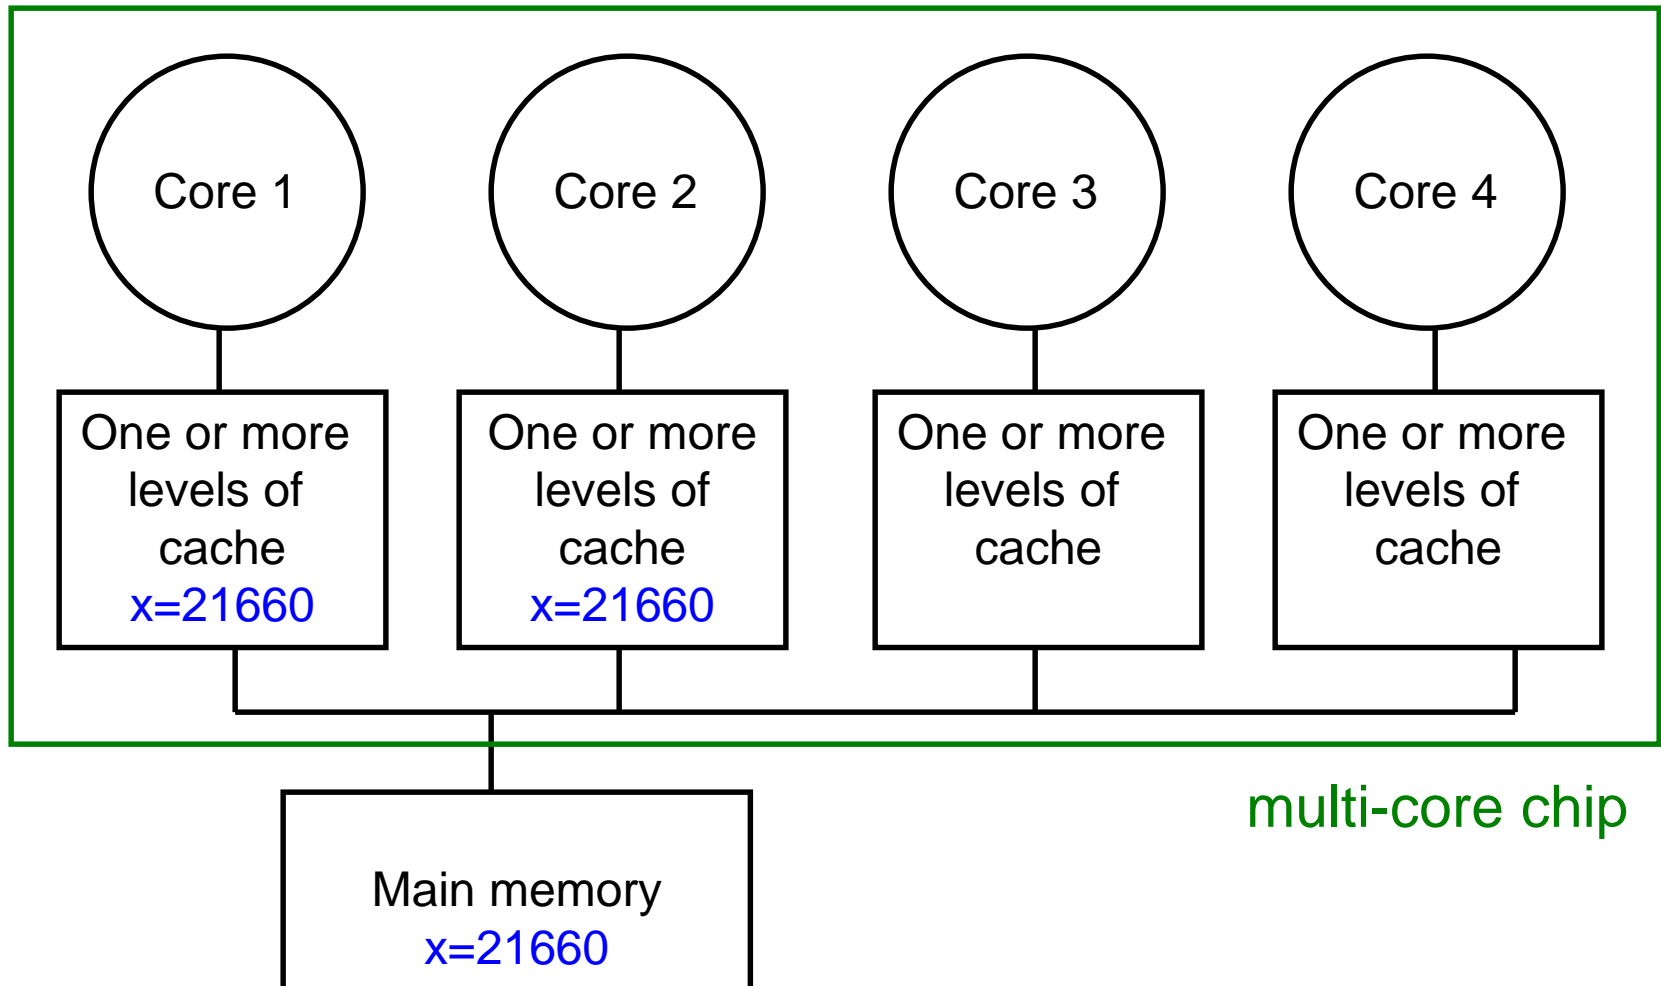 Core 1
Core 2
Core 3
Core 4
One or more
levels of
cache
x=21660
One or more
levels of
cache
x=21660
One or more
levels of
cache
One or more
levels of
cache
multi-core chip
Main memory
x=21660